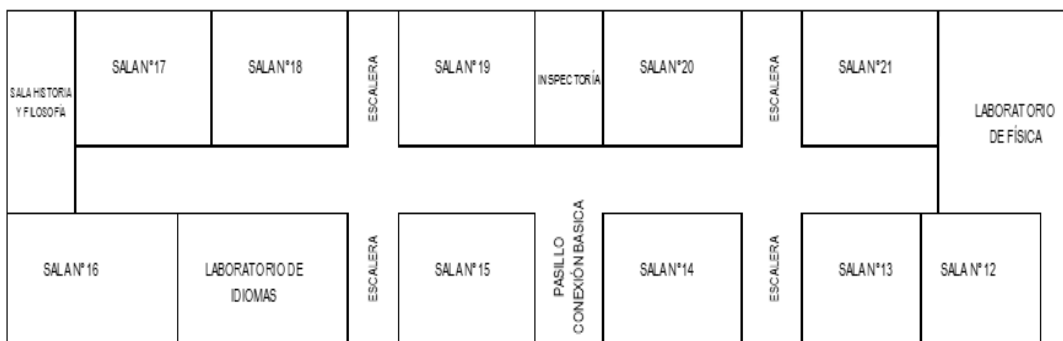 SALA N°17
SALA N°18
ESCALERA
SALA N°19
INSPECTORÍA
SALA N°20
ESCALERA
SALA N°21
SALA HISTORIA
Y FILOSOFÍA
LABORATORIO
DE FÍSICA
SALA N°16
LABORATORIO DE
IDIOMAS
ESCALERA
SALA N°15
PASILLO
CONEXIÓN BASICA
SALA N°14
ESCALERA
SALA N°13
SALA N°12